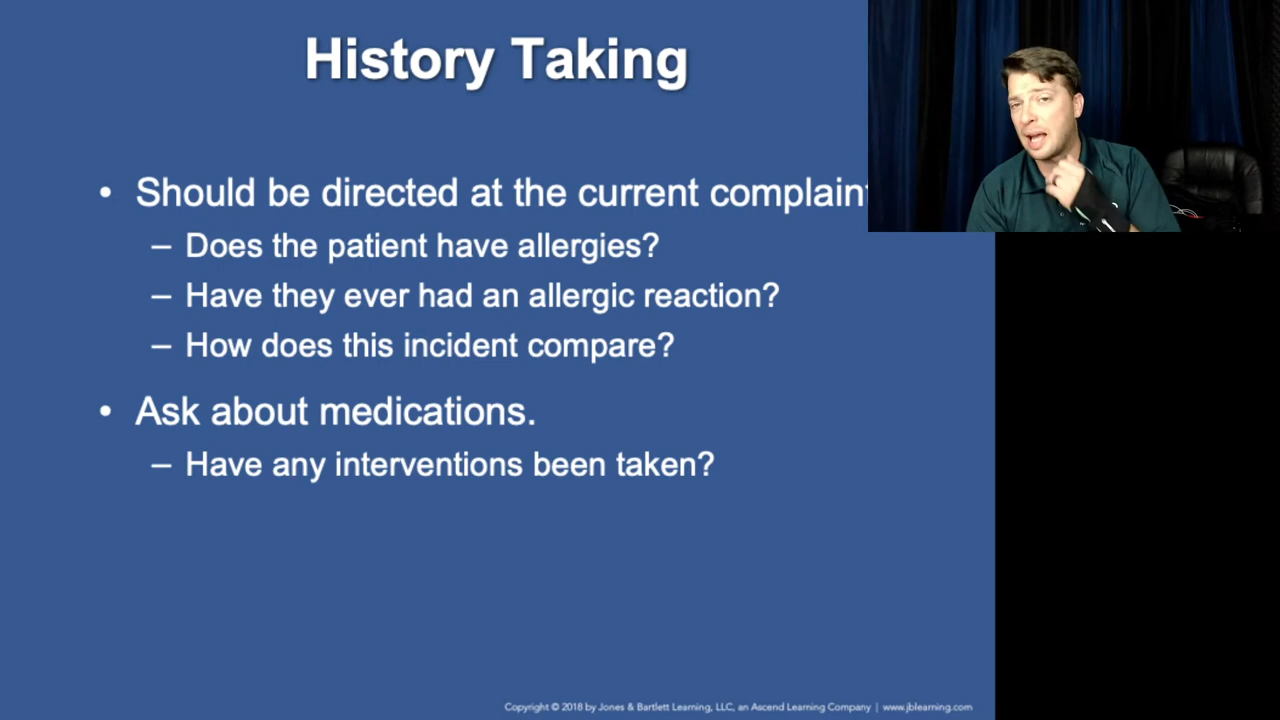 History Taking
• Should be directed at the current complain
– Does the patient have allergies?
– Have they ever had an allergic reaction?
– How does this incident compare?
• Ask about medications.
– Have any interventions been taken?
Copyright © 2018 by Jones & Bartlett Learning, LLC, an Ascend Learning Company | www.jblearning.com